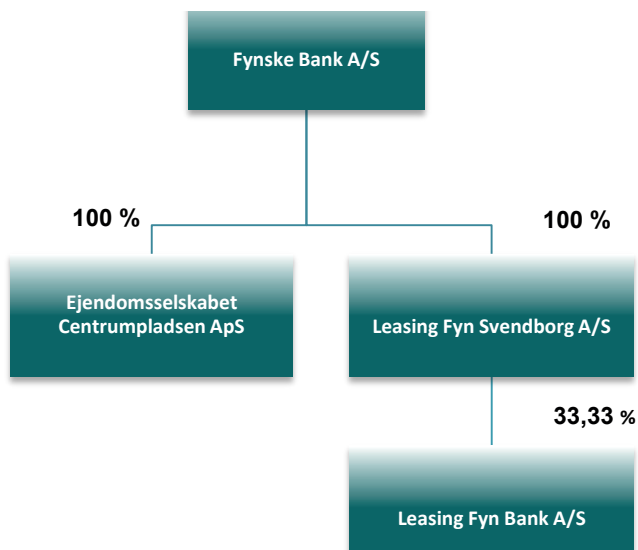 Fynske Bank A/S
100 %
100 %
Ejendomsselskabet
Centrumpladsen ApS
Leasing Fyn Svendborg A/S
33,33 %
Leasing Fyn Bank A/S